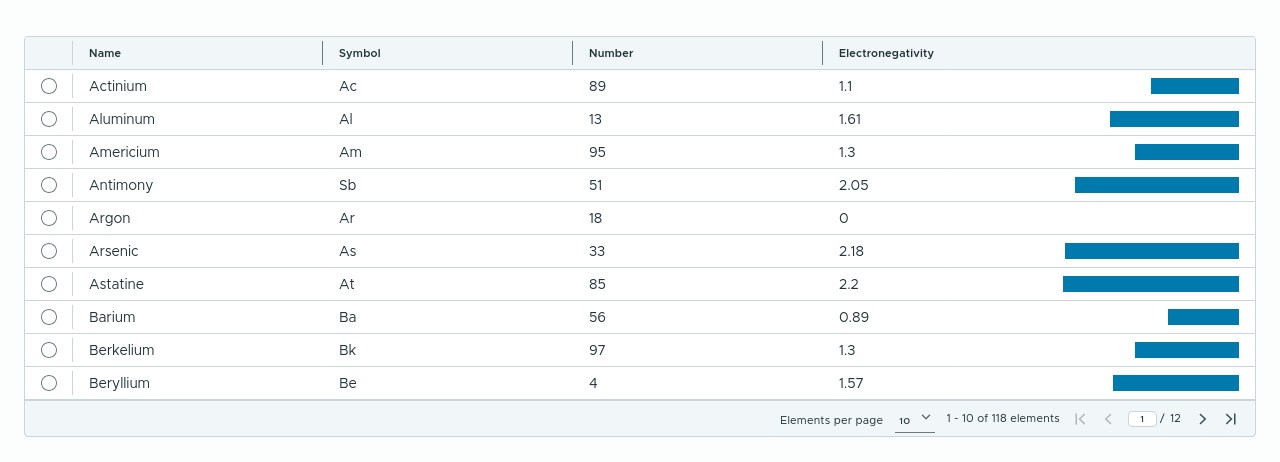 Name Symbol Number Electronegativity
Actinium Ac 89 1.1
Aluminum Al 13 1.61
Americium Am 95 1.3
Antimony Sb 51 2.05
Argon Ar 18 0
Arsenic As 33 2.18
Astatine At 85 2.2
Barium Ba 56 0.89
Berkelium Bk 97 1.3
Beryllium Be 4 1.57
Elements per page 10 1 - 10 of 118 elements 1 / 12